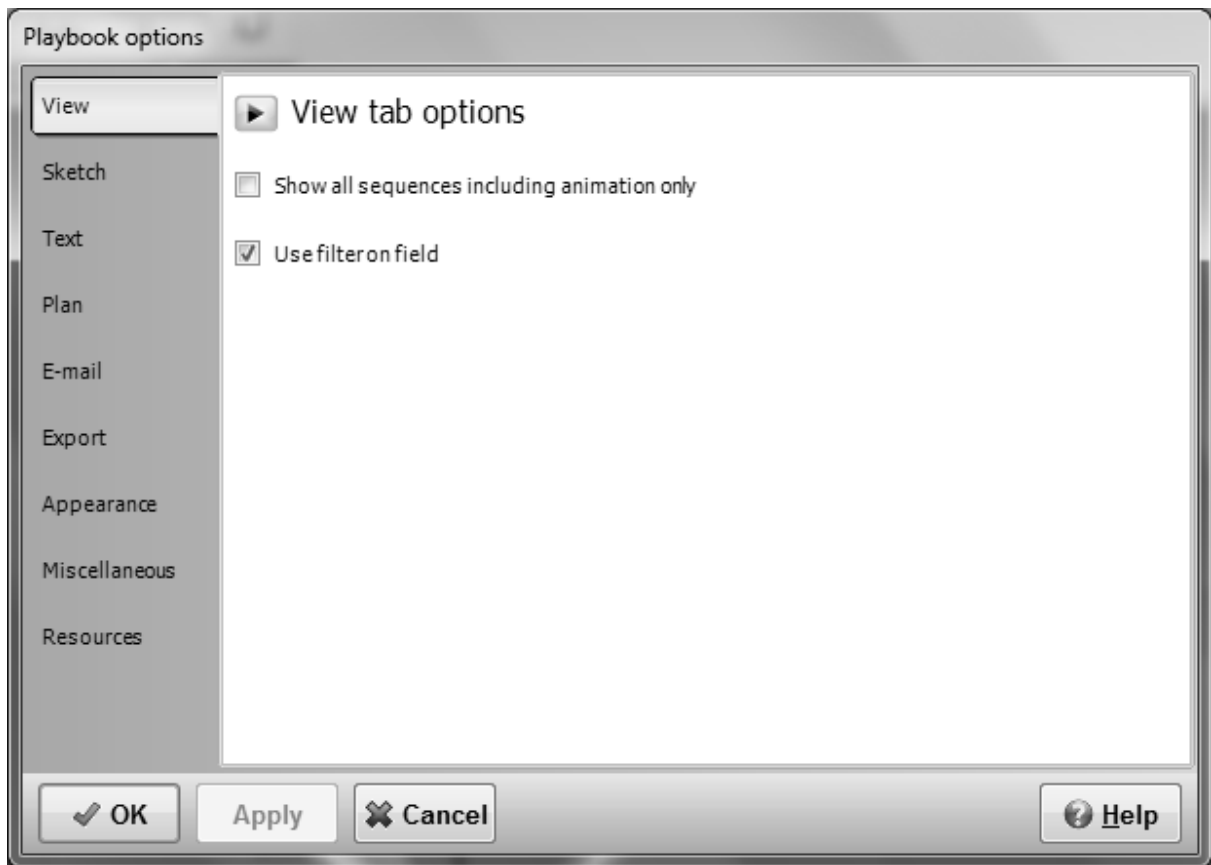 Playbook options
View
Sketch
Text
Plan
E-mail
Export
Appearance
Miscellaneous
Resources
View tab options
Show all sequences including animation only
Use filter on field
OK
Apply
Cancel
Help